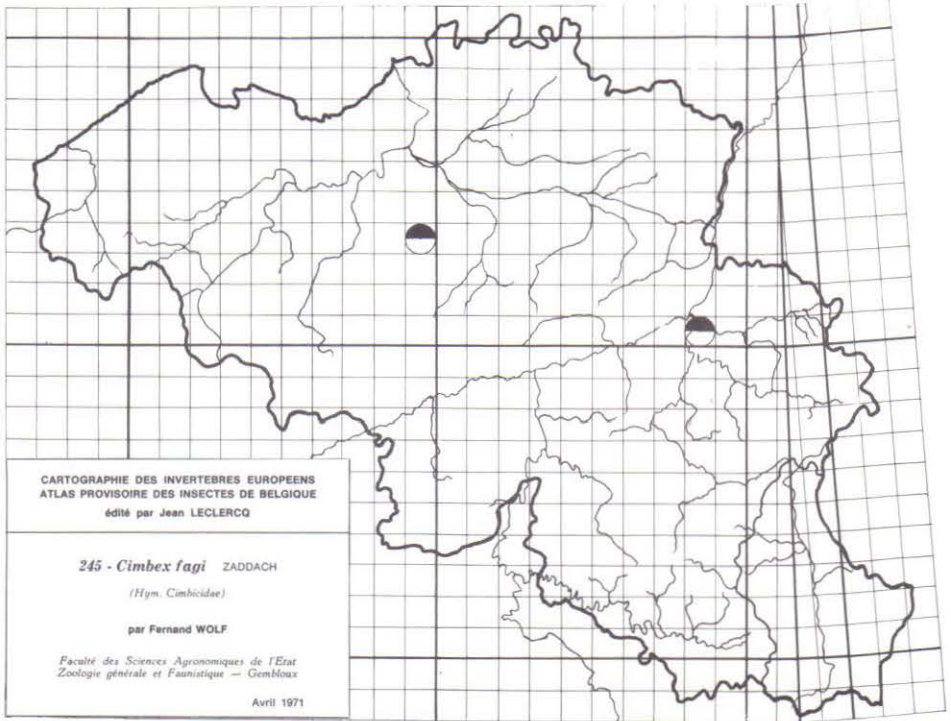 CARTOGRAPHIE DES INVERTEBRES EUROPEENS
ATLAS PROVISOIRE DES INSECTES DE BELGIQUE
édité par Jean LECLERCQ
245 - Cimbex fagi ZADDACH
(Hym. Cimbicidae)
par Fernand WOLF
Faculté des Sciences Agronomiques de l'Etat
Zoologie générale et Faunistique — Gembloux
Avril 1971